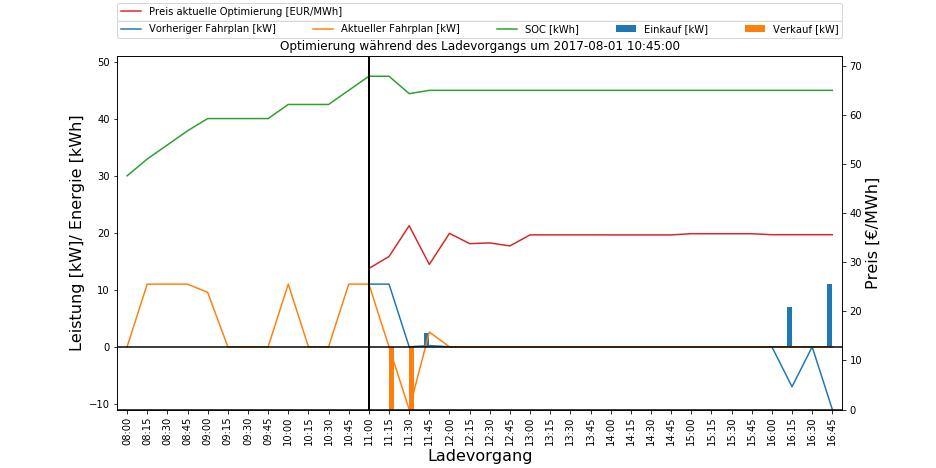 Preis aktuelle Optimierung [EUR/MWh]
Vorheriger Fahrplan [kW] Aktueller Fahrplan [kW] SOC [kWh] Einkauf [kW] Verkauf [kW]
Optimierung während des Ladevorgangs um 2017-08-01 10:45:00
Leistung [kW]/ Energie [kWh]
50
40
30
20
10
0
−10
70
60
50
40
30
20
10
0
Preis [€/MWh]
08:00 08:15 08:30 08:45 09:00 09:15 09:30 09:45 10:00 10:15 10:30 10:45 11:00 11:15 11:30 11:45 12:00 12:15 12:30 12:45 13:00 13:15 13:30 13:45 14:00 14:15 14:30 14:45 15:00 15:15 15:30 15:45 16:00 16:15 16:30 16:45
Ladevorgang